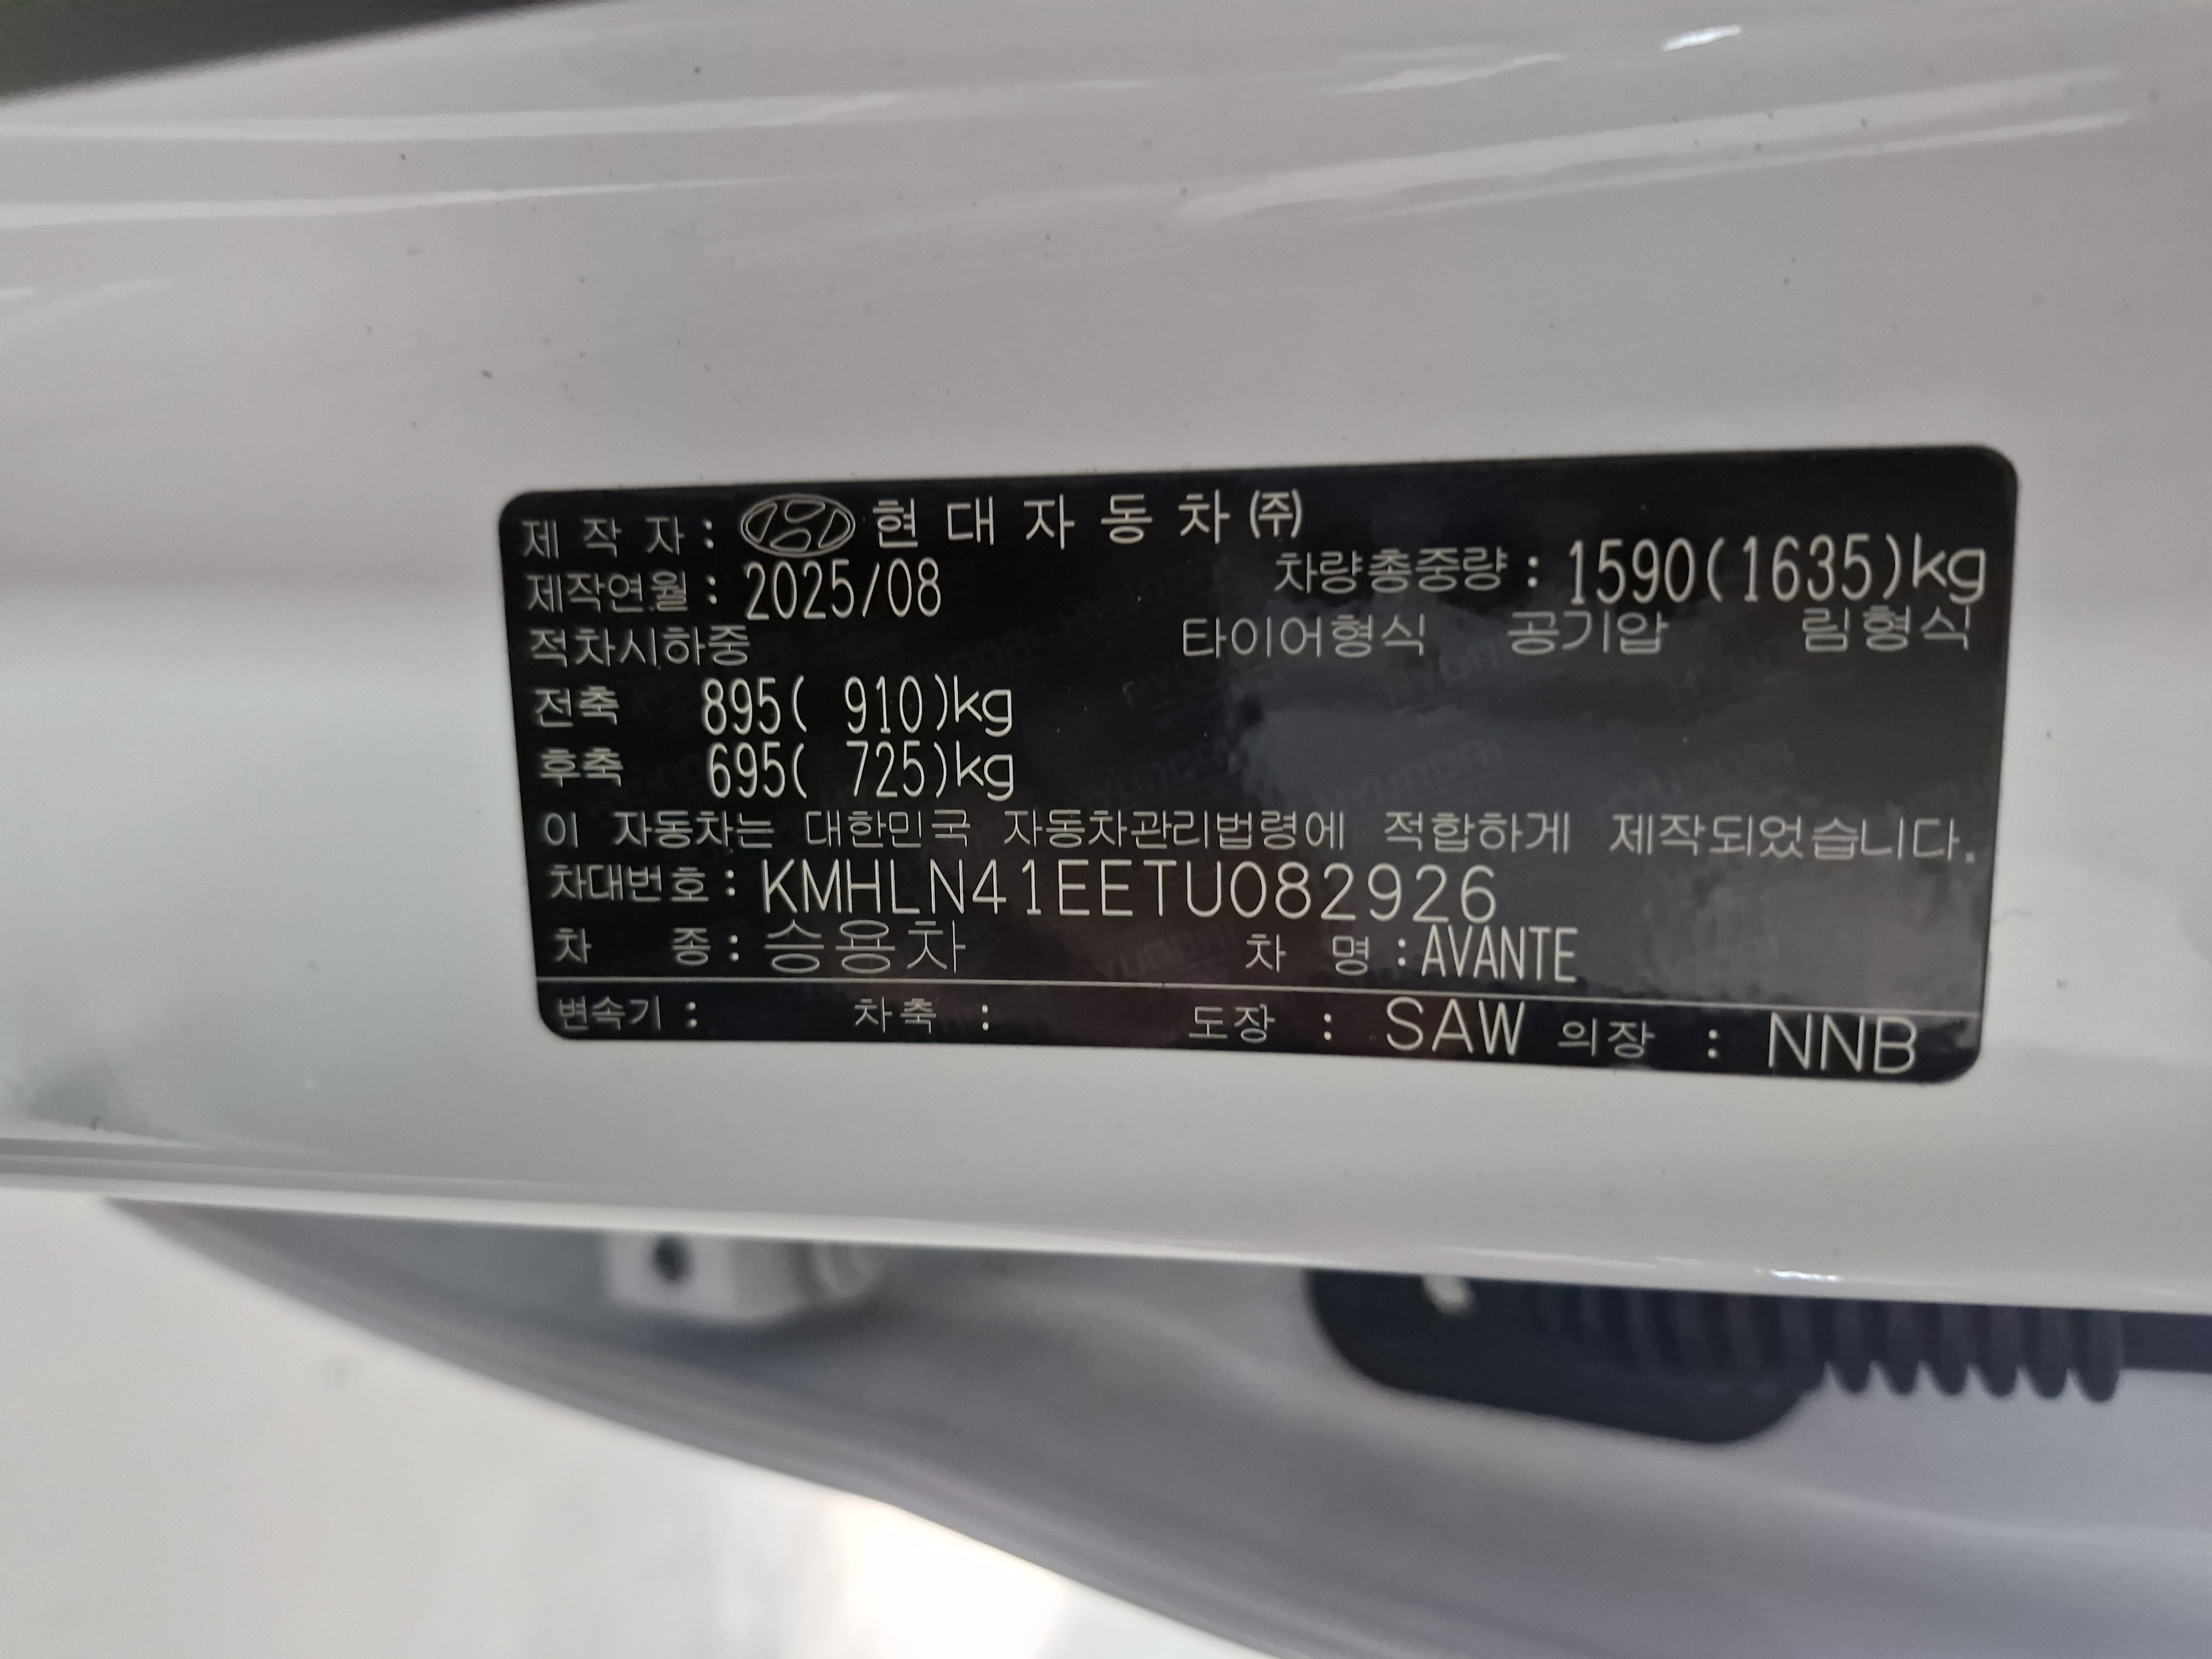 제 작 자 : 현 대 자 동 차 ㈜
제작연월 : 2025/08 차량총중량 : 1590(1635)kg
적차시하중 타이어형식 공기압 림형식
전축 895( 910)kg
후축 695( 725)kg
이 자동차는 대한민국 자동차관리법령에 적합하게 제작되었습니다.
차대번호 : KMHLN41EETU082926
차 종 : 승용차 차 명 : AVANTE
변속기 : 차축 : 도장 : SAW 의장 : NNB